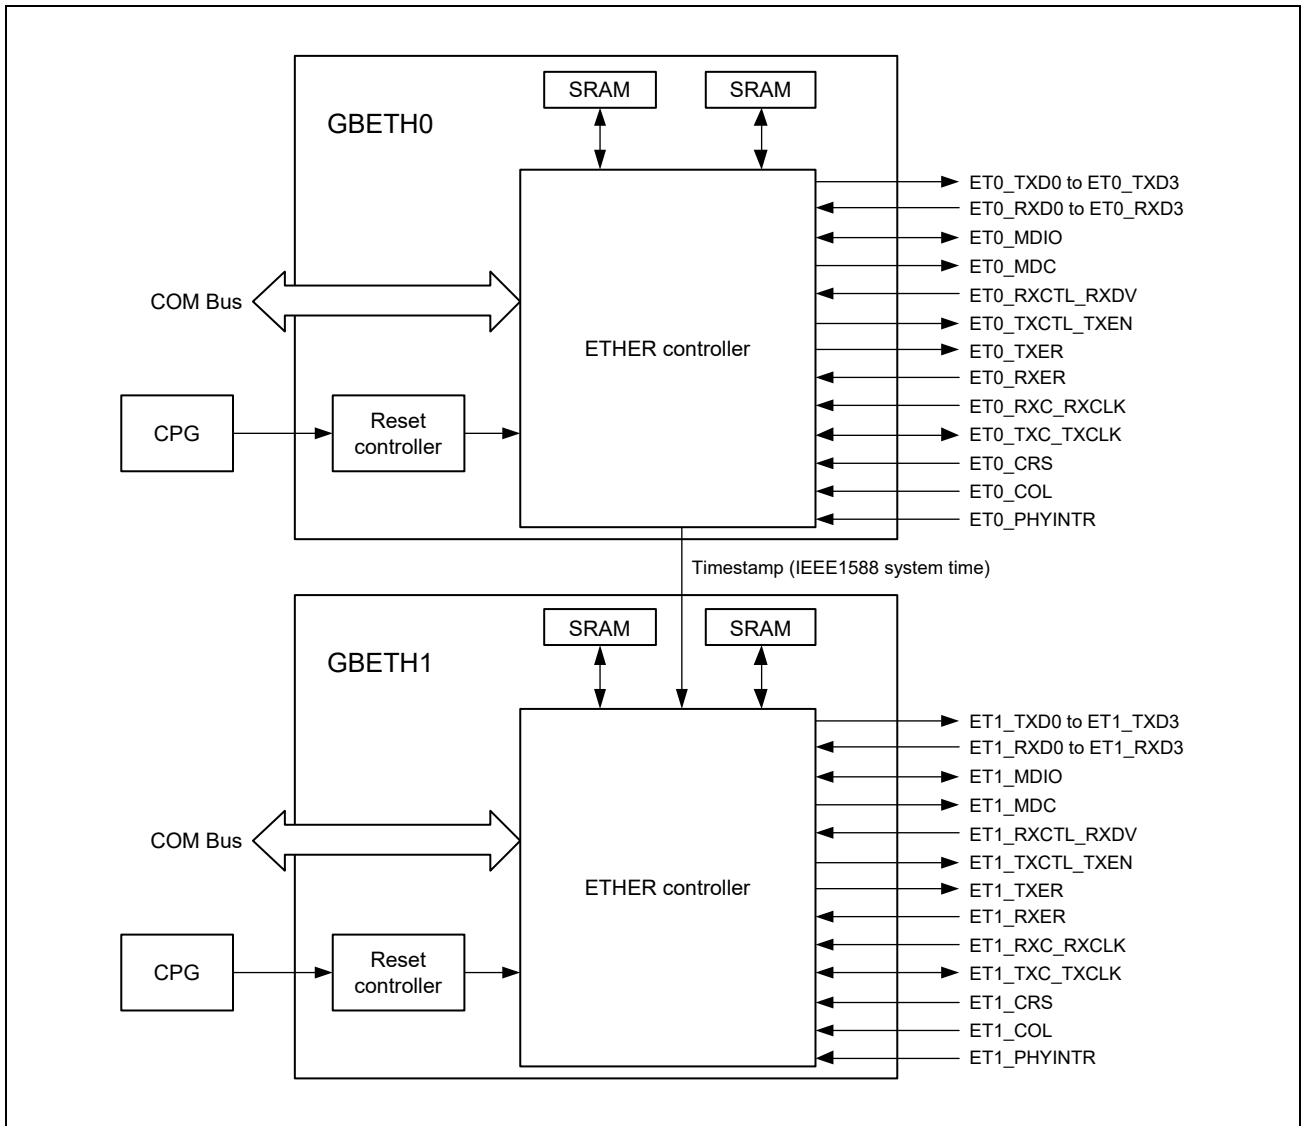 SRAM
SRAM
GBETH0
ET0_TXD0 to ET0_TXD3
ET0_RXD0 to ET0_RXD3
ET0_MDIO
ET0_MDC
COM Bus
ET0_RXCTL_RXDV
ET0_TXCTL_TXEN
ETHER controller
ET0_TXER
ET0_RXER
ET0_RXC_RXCLK
CPG
Reset
controller
ET0_TXC_TXCLK
ET0_CRS
ET0_COL
ET0_PHYINTR
Timestamp (IEEE1588 system time)
SRAM
SRAM
GBETH1
ET1_TXD0 to ET1_TXD3
ET1_RXD0 to ET1_RXD3
ET1_MDIO
ET1_MDC
COM Bus
ET1_RXCTL_RXDV
ET1_TXCTL_TXEN
ETHER controller
ET1_TXER
ET1_RXER
ET1_RXC_RXCLK
CPG
Reset
controller
ET1_TXC_TXCLK
ET1_CRS
ET1_COL
ET1_PHYINTR